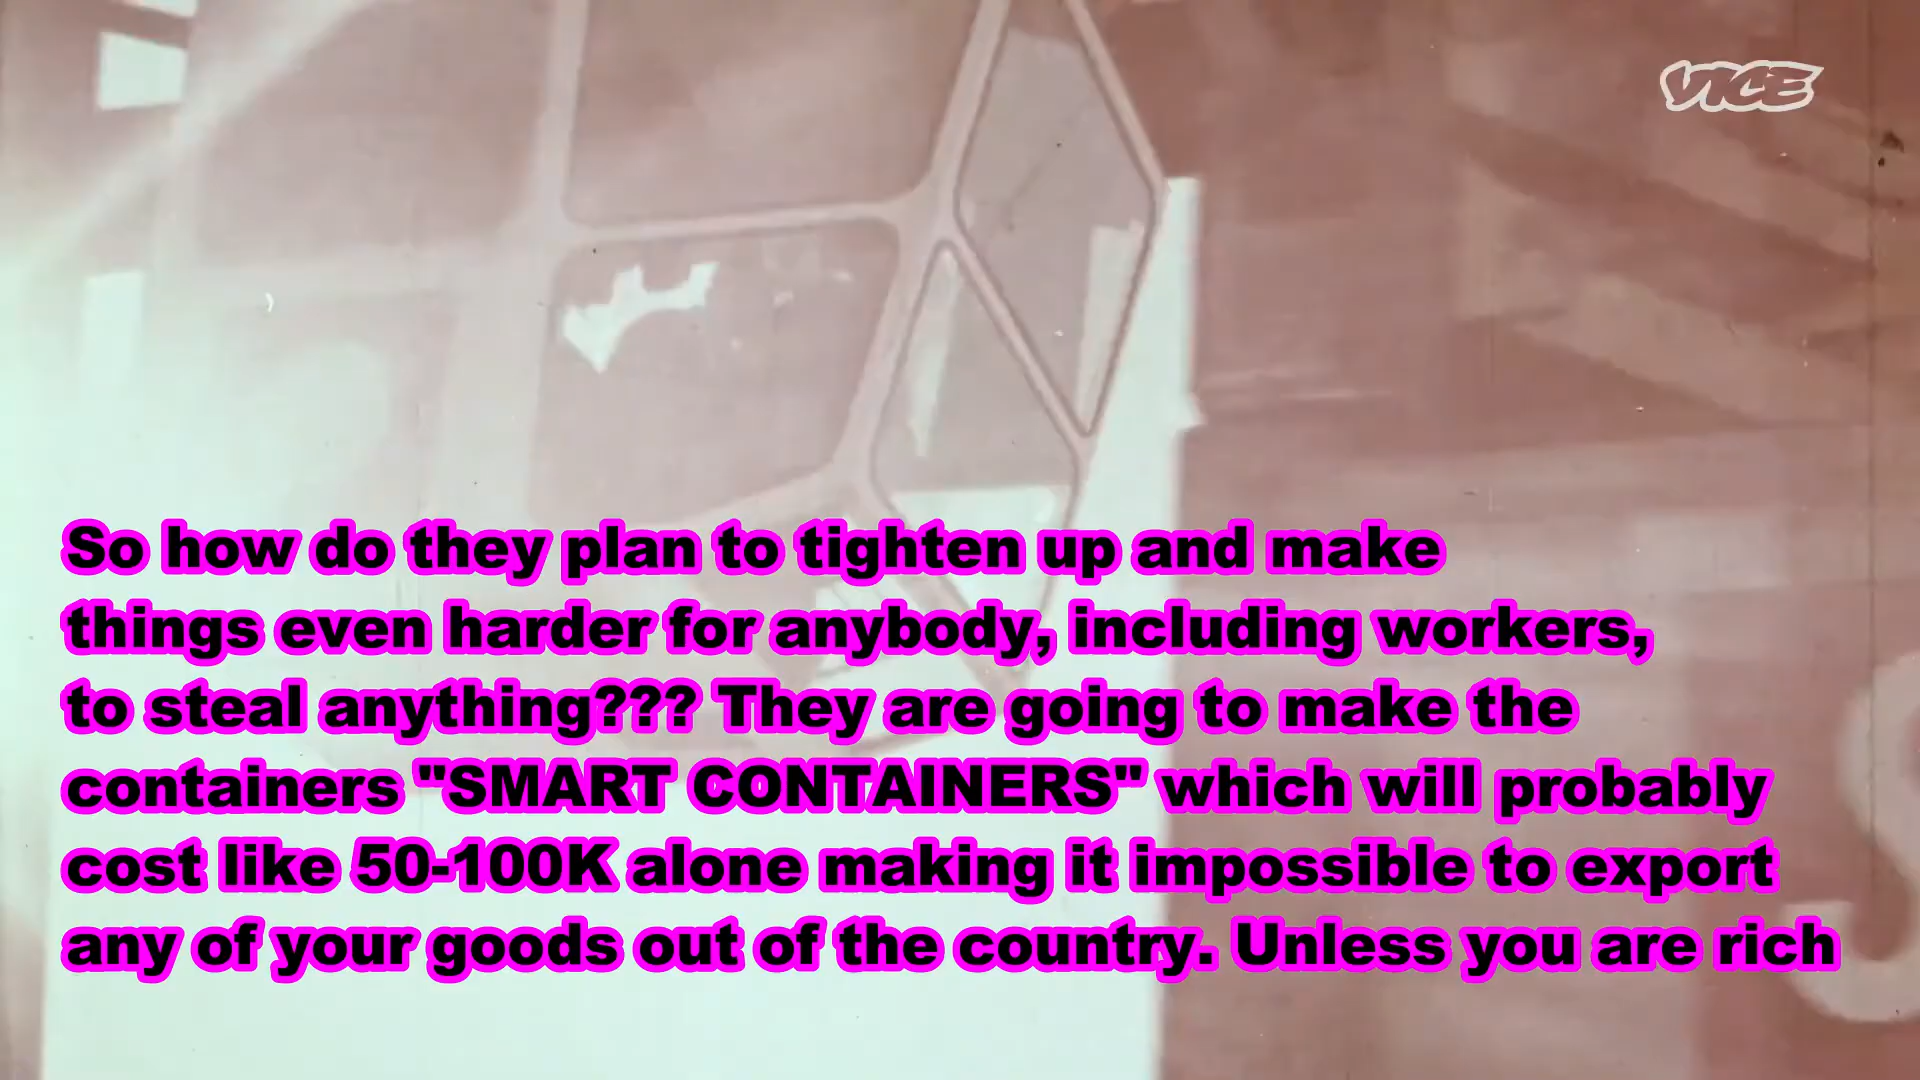 VICE
So how do they plan to tighten up and make
things even harder for anybody, including workers,
to steal anything??? They are going to make the
containers "SMART CONTAINERS" which will probably
cost like 50-100K alone making it impossible to export
any of your goods out of the country. Unless you are rich
S